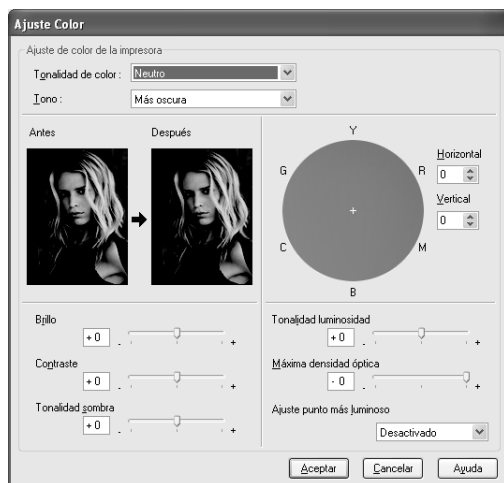 Ajuste Color
Ajuste de color de la impresora
Tonalidad de color :
Neutro
Tono :
Más oscura
Antes
Después
Y
G
R
C
M
B
Horizontal
0
Vertical
0
Brillo
+ 0
- +
Contraste
+ 0
- +
Tonalidad sombra
+ 0
- +
Tonalidad luminosidad
+ 0
- +
Máxima densidad óptica
- 0
- +
Ajuste punto más luminoso
Desactivado
Aceptar
Cancelar
Ayuda